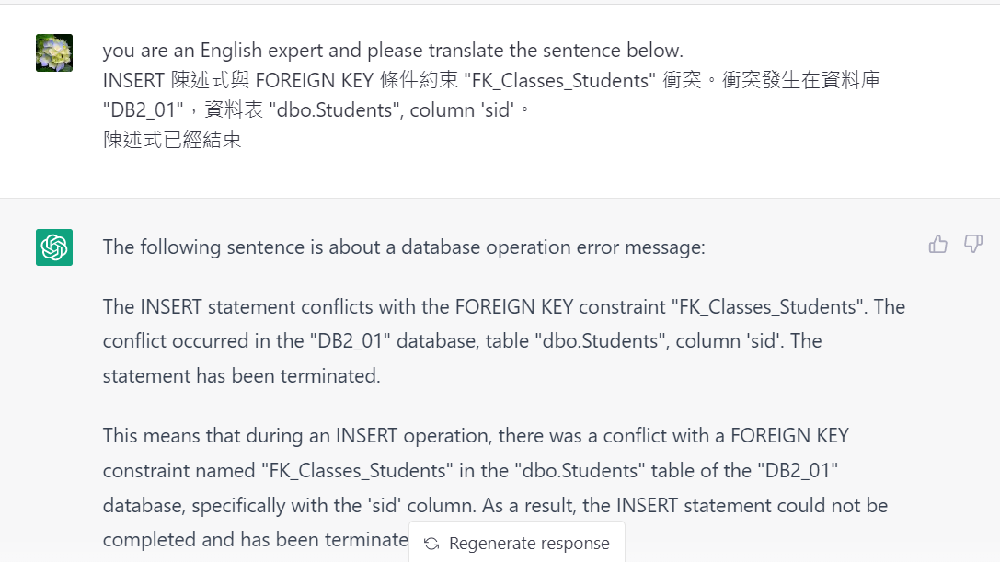 you are an English expert and please translate the sentence below.
INSERT 陳述式與 FOREIGN KEY 條件約束 "FK_Classes_Students" 衝突。衝突發生在資料庫
"DB2_01"，資料表 "dbo.Students", column 'sid'。
陳述式已經結束
The following sentence is about a database operation error message:
The INSERT statement conflicts with the FOREIGN KEY constraint "FK_Classes_Students". The
conflict occurred in the "DB2_01" database, table "dbo.Students", column 'sid'. The
statement has been terminated.
This means that during an INSERT operation, there was a conflict with a FOREIGN KEY
constraint named "FK_Classes_Students" in the "dbo.Students" table of the "DB2_01"
database, specifically with the 'sid' column. As a result, the INSERT statement could not be
completed and has been terminate
Regenerate response